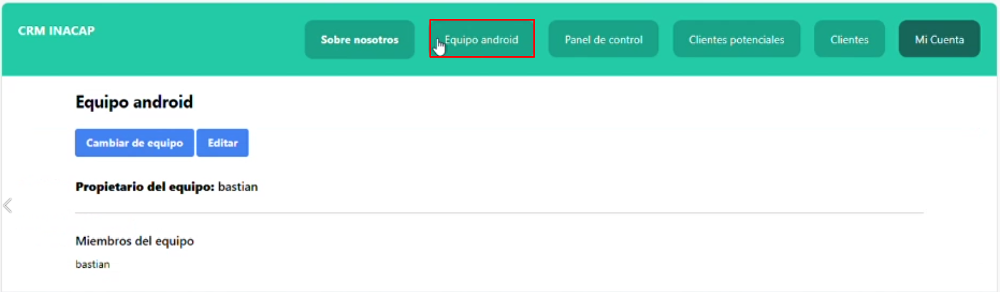 CRM INACAP
Sobre nosotros
Equipo android
Panel de control
Clientes potenciales
Clientes
Mi Cuenta
Equipo android
Cambiar de equipo
Editar
Propietario del equipo: bastian
Miembros del equipo
bastian